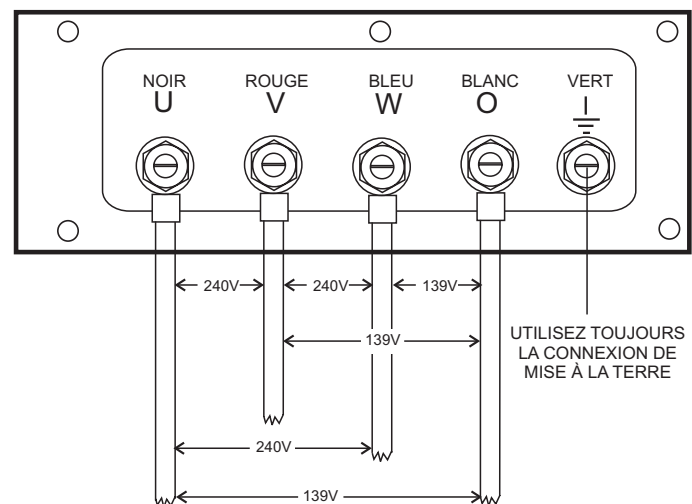 NOIR ROUGE BLEU BLANC VERT
U V W O
240V 240V 139V
139V
UTILISEZ TOUJOURS
LA CONNEXION DE
MISE À LA TERRE
240V
139V